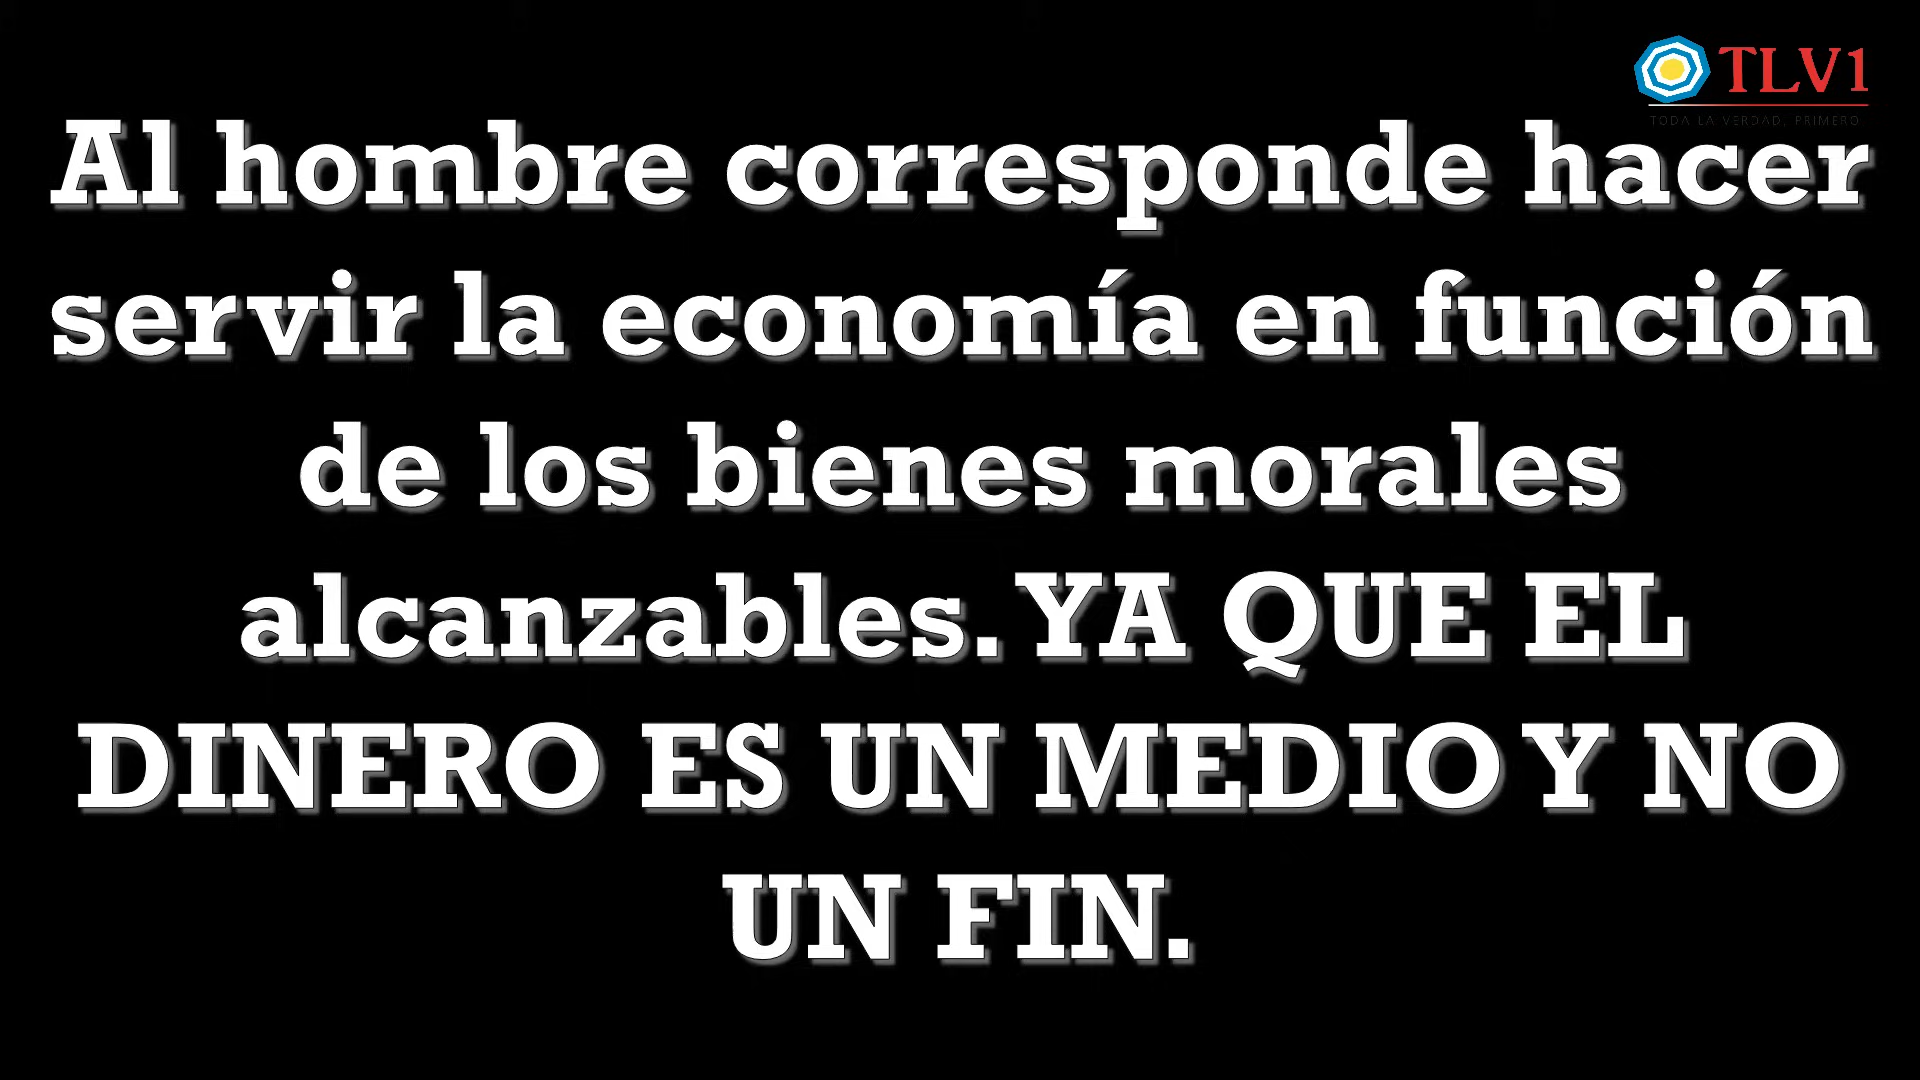 TLV1
TODA LA VERDAD, PRIMERO
Al hombre corresponde hacer
servir la economía en función
de los bienes morales
alcanzables. YA QUE EL
DINERO ES UN MEDIO Y NO
UN FIN.